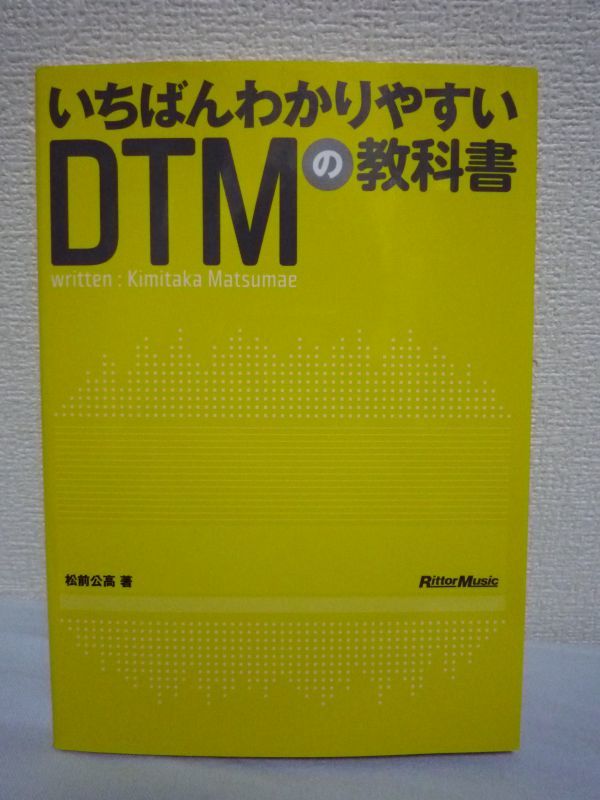 いちばんわかりやすい
DTMの教科書
written : Kimitaka Matsumae
松前公高 著
RittorMusic